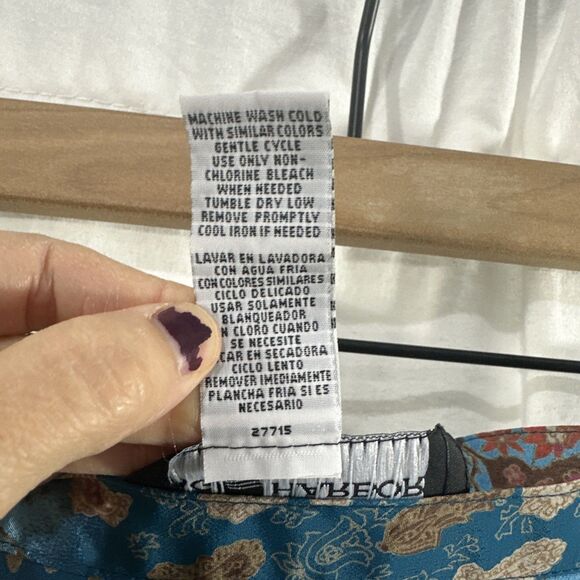 MACHINE WASH COLD
WITH SIMILAR COLORS
GENTLE CYCLE
USE ONLY NON-
CHLORINE BLEACH
WHEN NEEDED
TUMBLE DRY LOW
REMOVE PROMPTLY
COOL IRON IF NEEDED
LAVAR EN LAVADORA
CON AGUA FRIA
CON COLORES SIMILARES
CICLO DELICADO
USAR SOLAMENTE
BLANQUEADOR
N CLORO CUANDO
SE NECESITE
CAR EN SECADORA
CICLO LENTO
REMOVER IMEDIAMENTE
PLANCHA FRIA SI ES
NECESARIO
27715
HARBOR